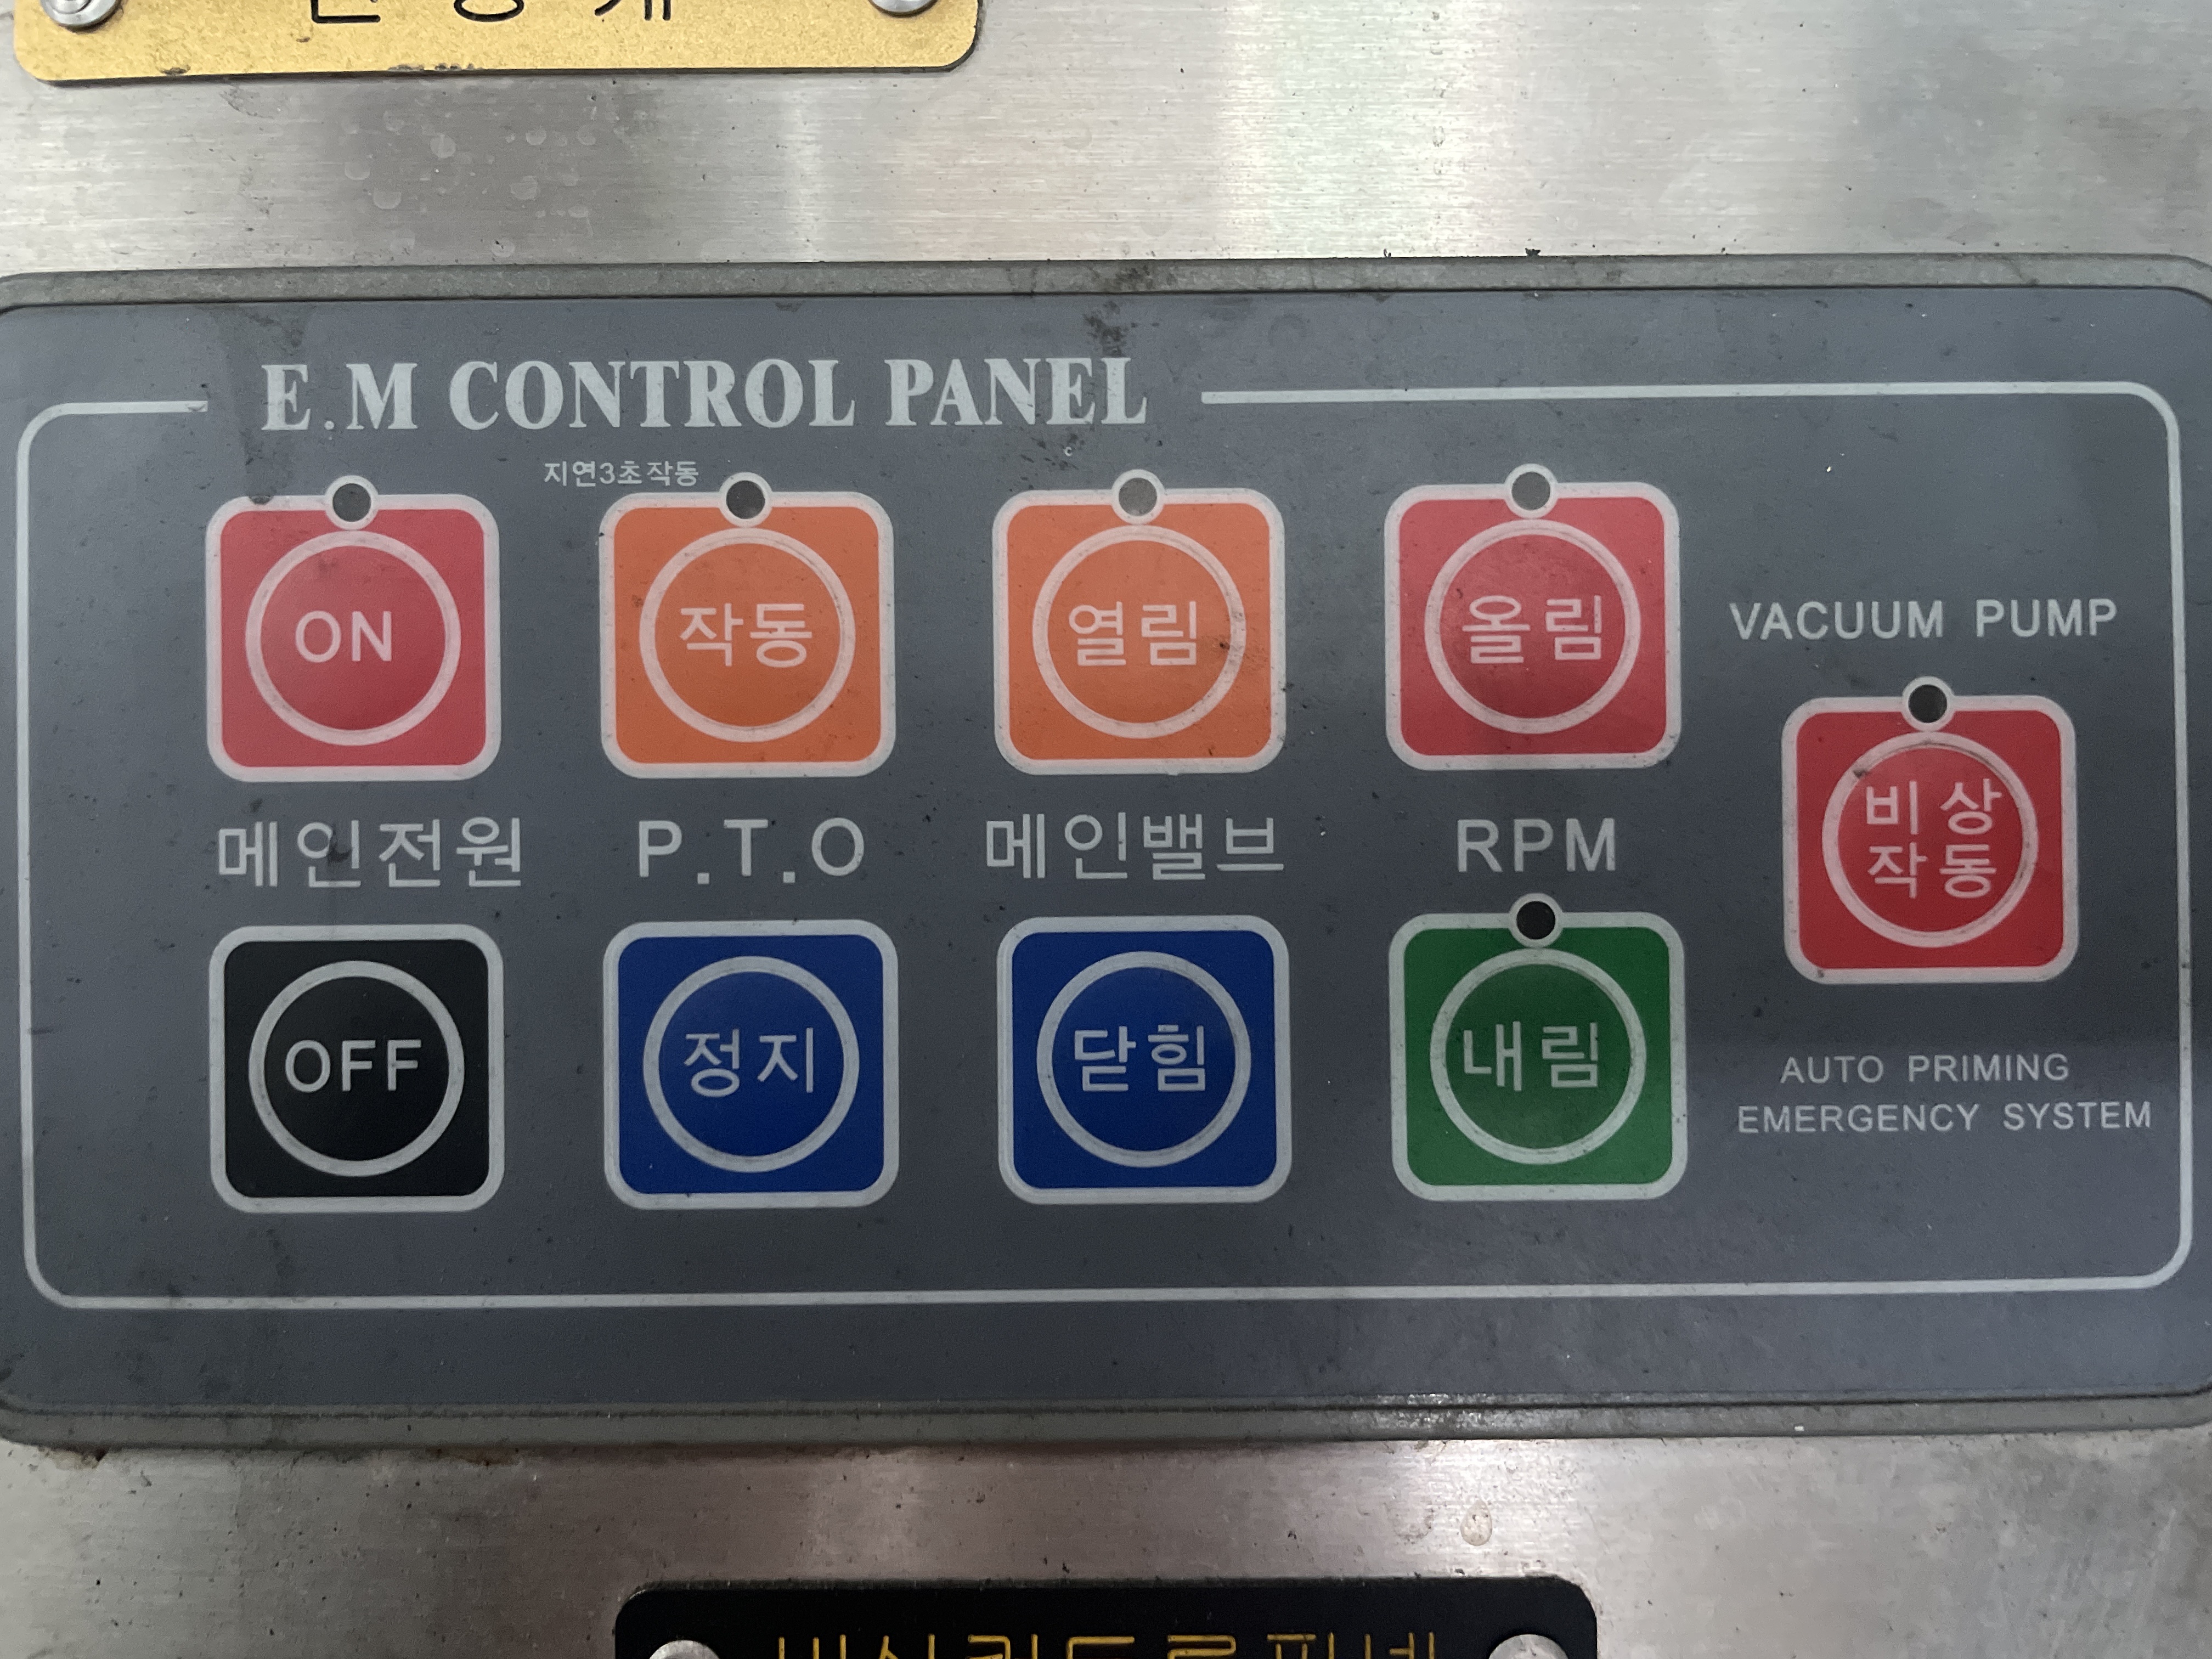 E.M CONTROL PANEL
지연3초작동
ON 작동 열림 올림
VACUUM PUMP
메인전원 P.T.O 메인밸브 RPM
비상
작동
OFF 정지 닫힘 내림
AUTO PRIMING
EMERGENCY SYSTEM